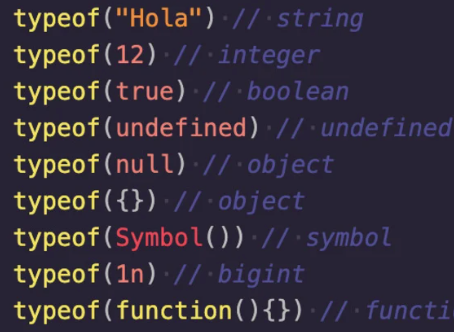 typeof("Hola") // string
typeof(12) // integer
typeof(true) // boolean
typeof(undefined) // undefined
typeof(null) // object
typeof({}) // object
typeof(Symbol()) // symbol
typeof(1n) // bigint
typeof(function(){}) // functi